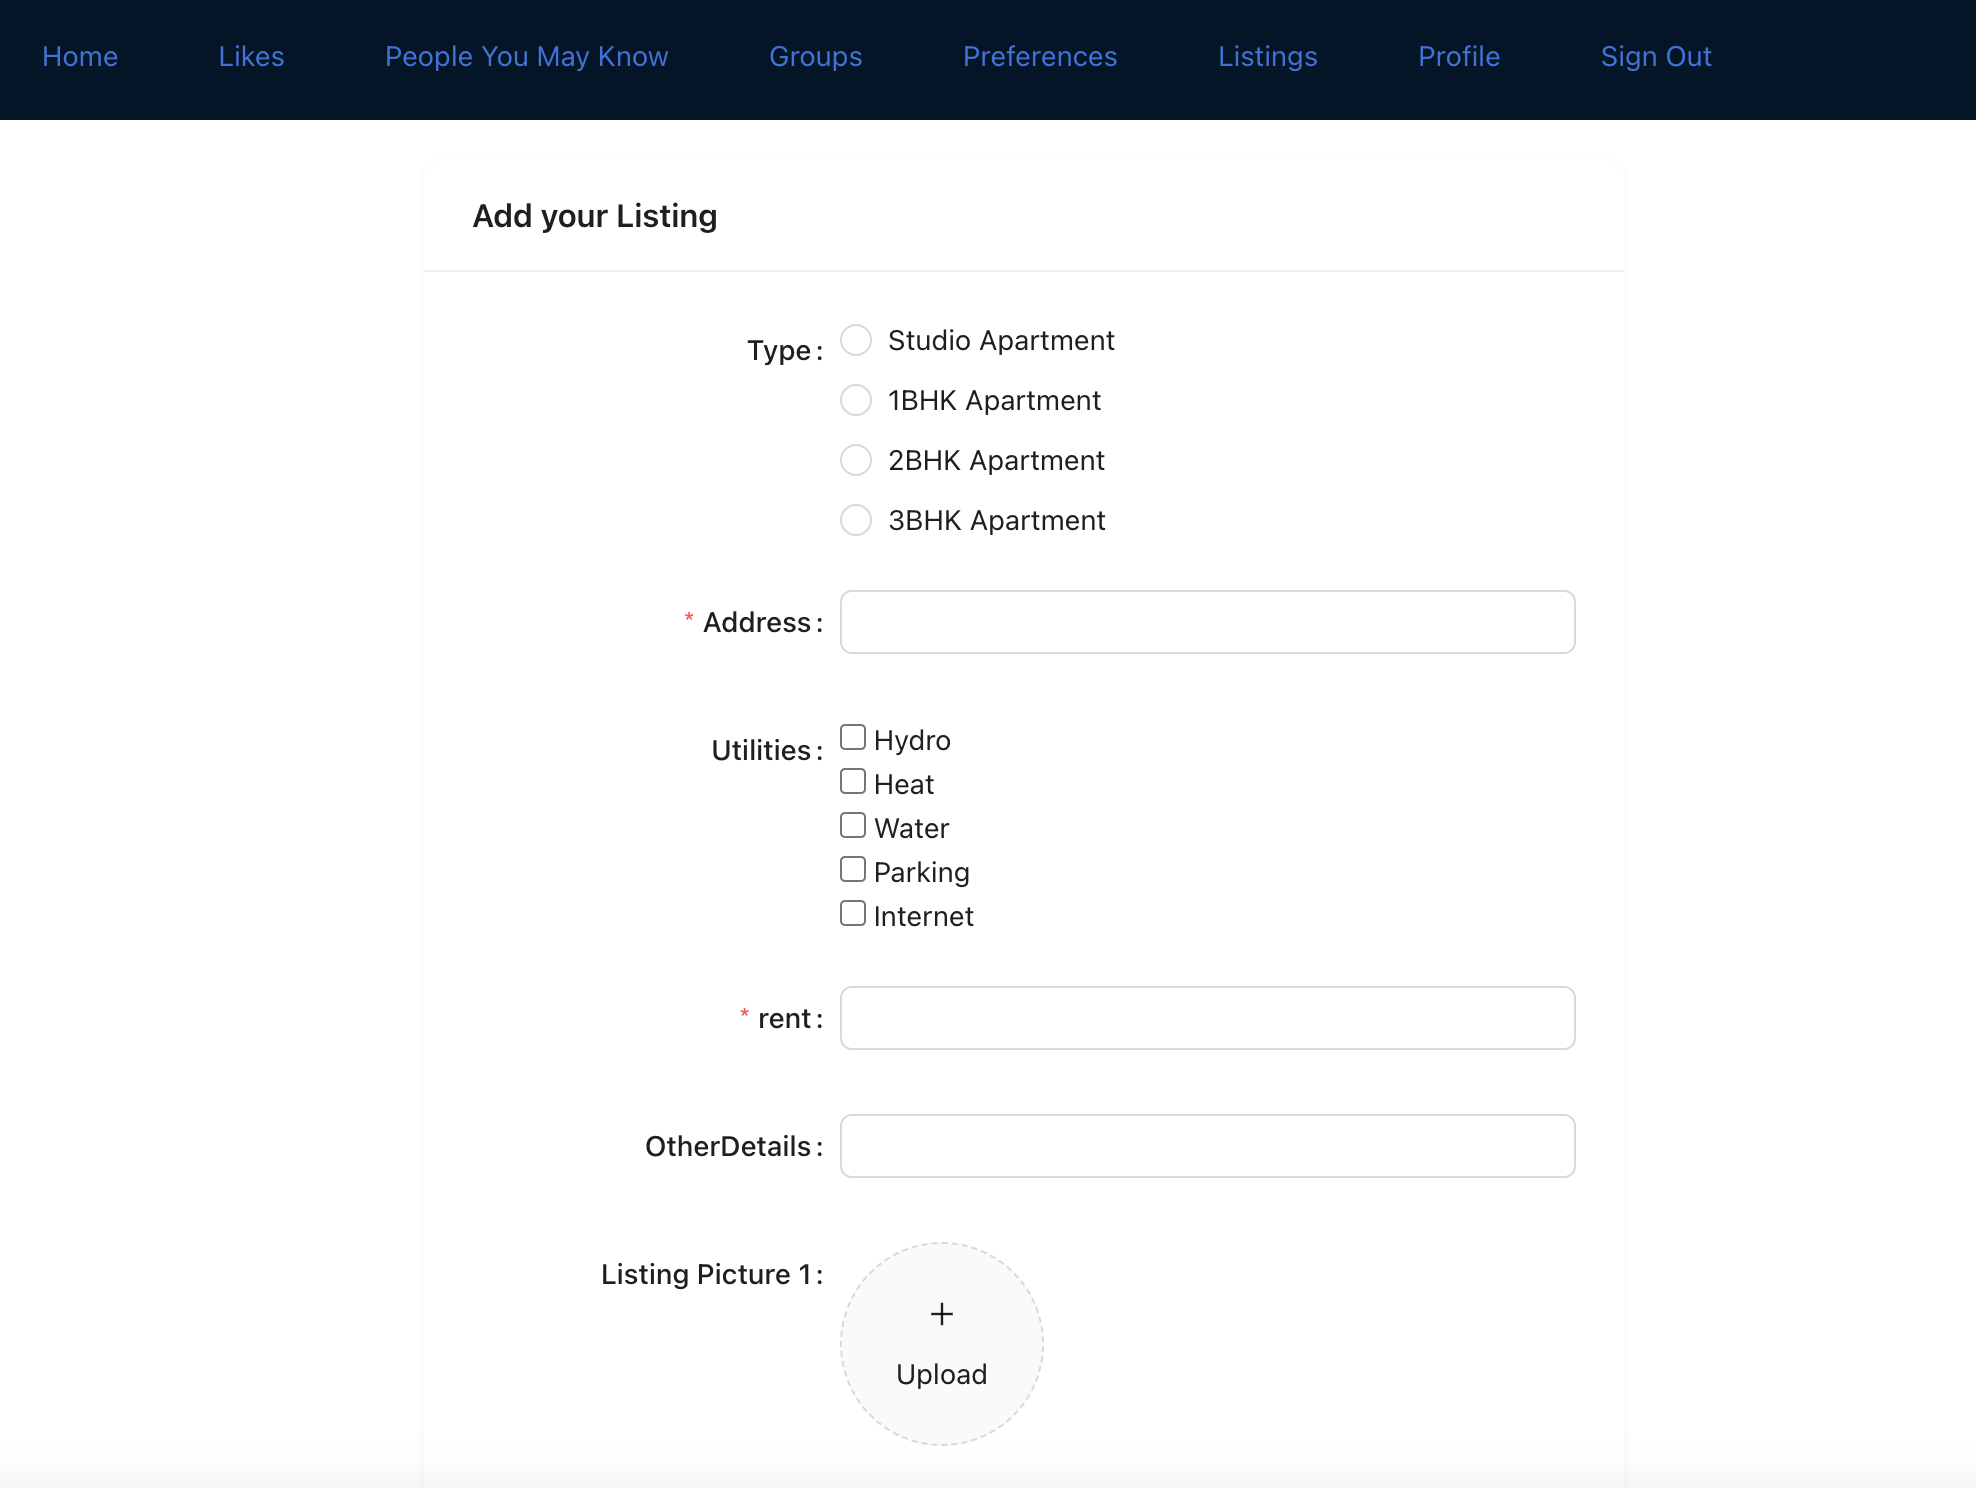 Home Likes People You May Know Groups Preferences Listings Profile Sign Out
Add your Listing
Type: Studio Apartment
1BHK Apartment
2BHK Apartment
3BHK Apartment
* Address:
Utilities: Hydro
Heat
Water
Parking
Internet
* rent:
OtherDetails:
Listing Picture 1:
+
Upload